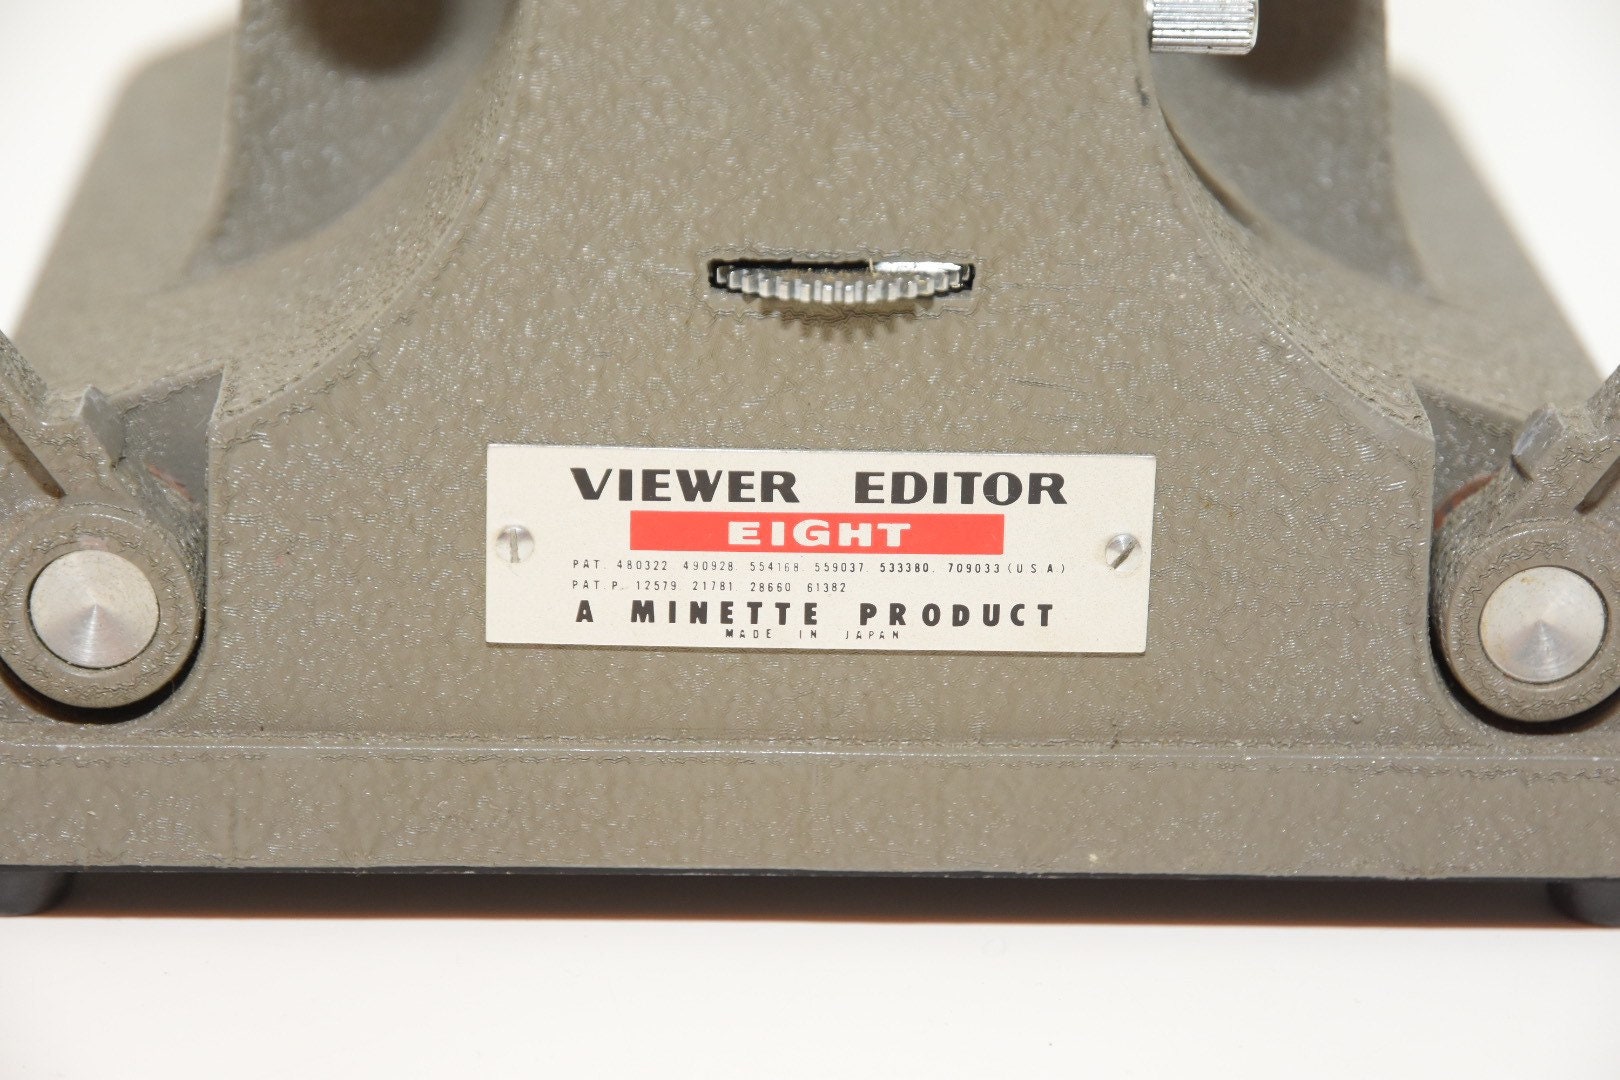 VIEWER EDITOR
EIGHT
PAT. 480322. 490928. 554168. 559037. 533380. 709033 (USA)
PAT. P. 12579. 21781. 28660. 61382.
A MINETTE PRODUCT
MADE IN JAPAN